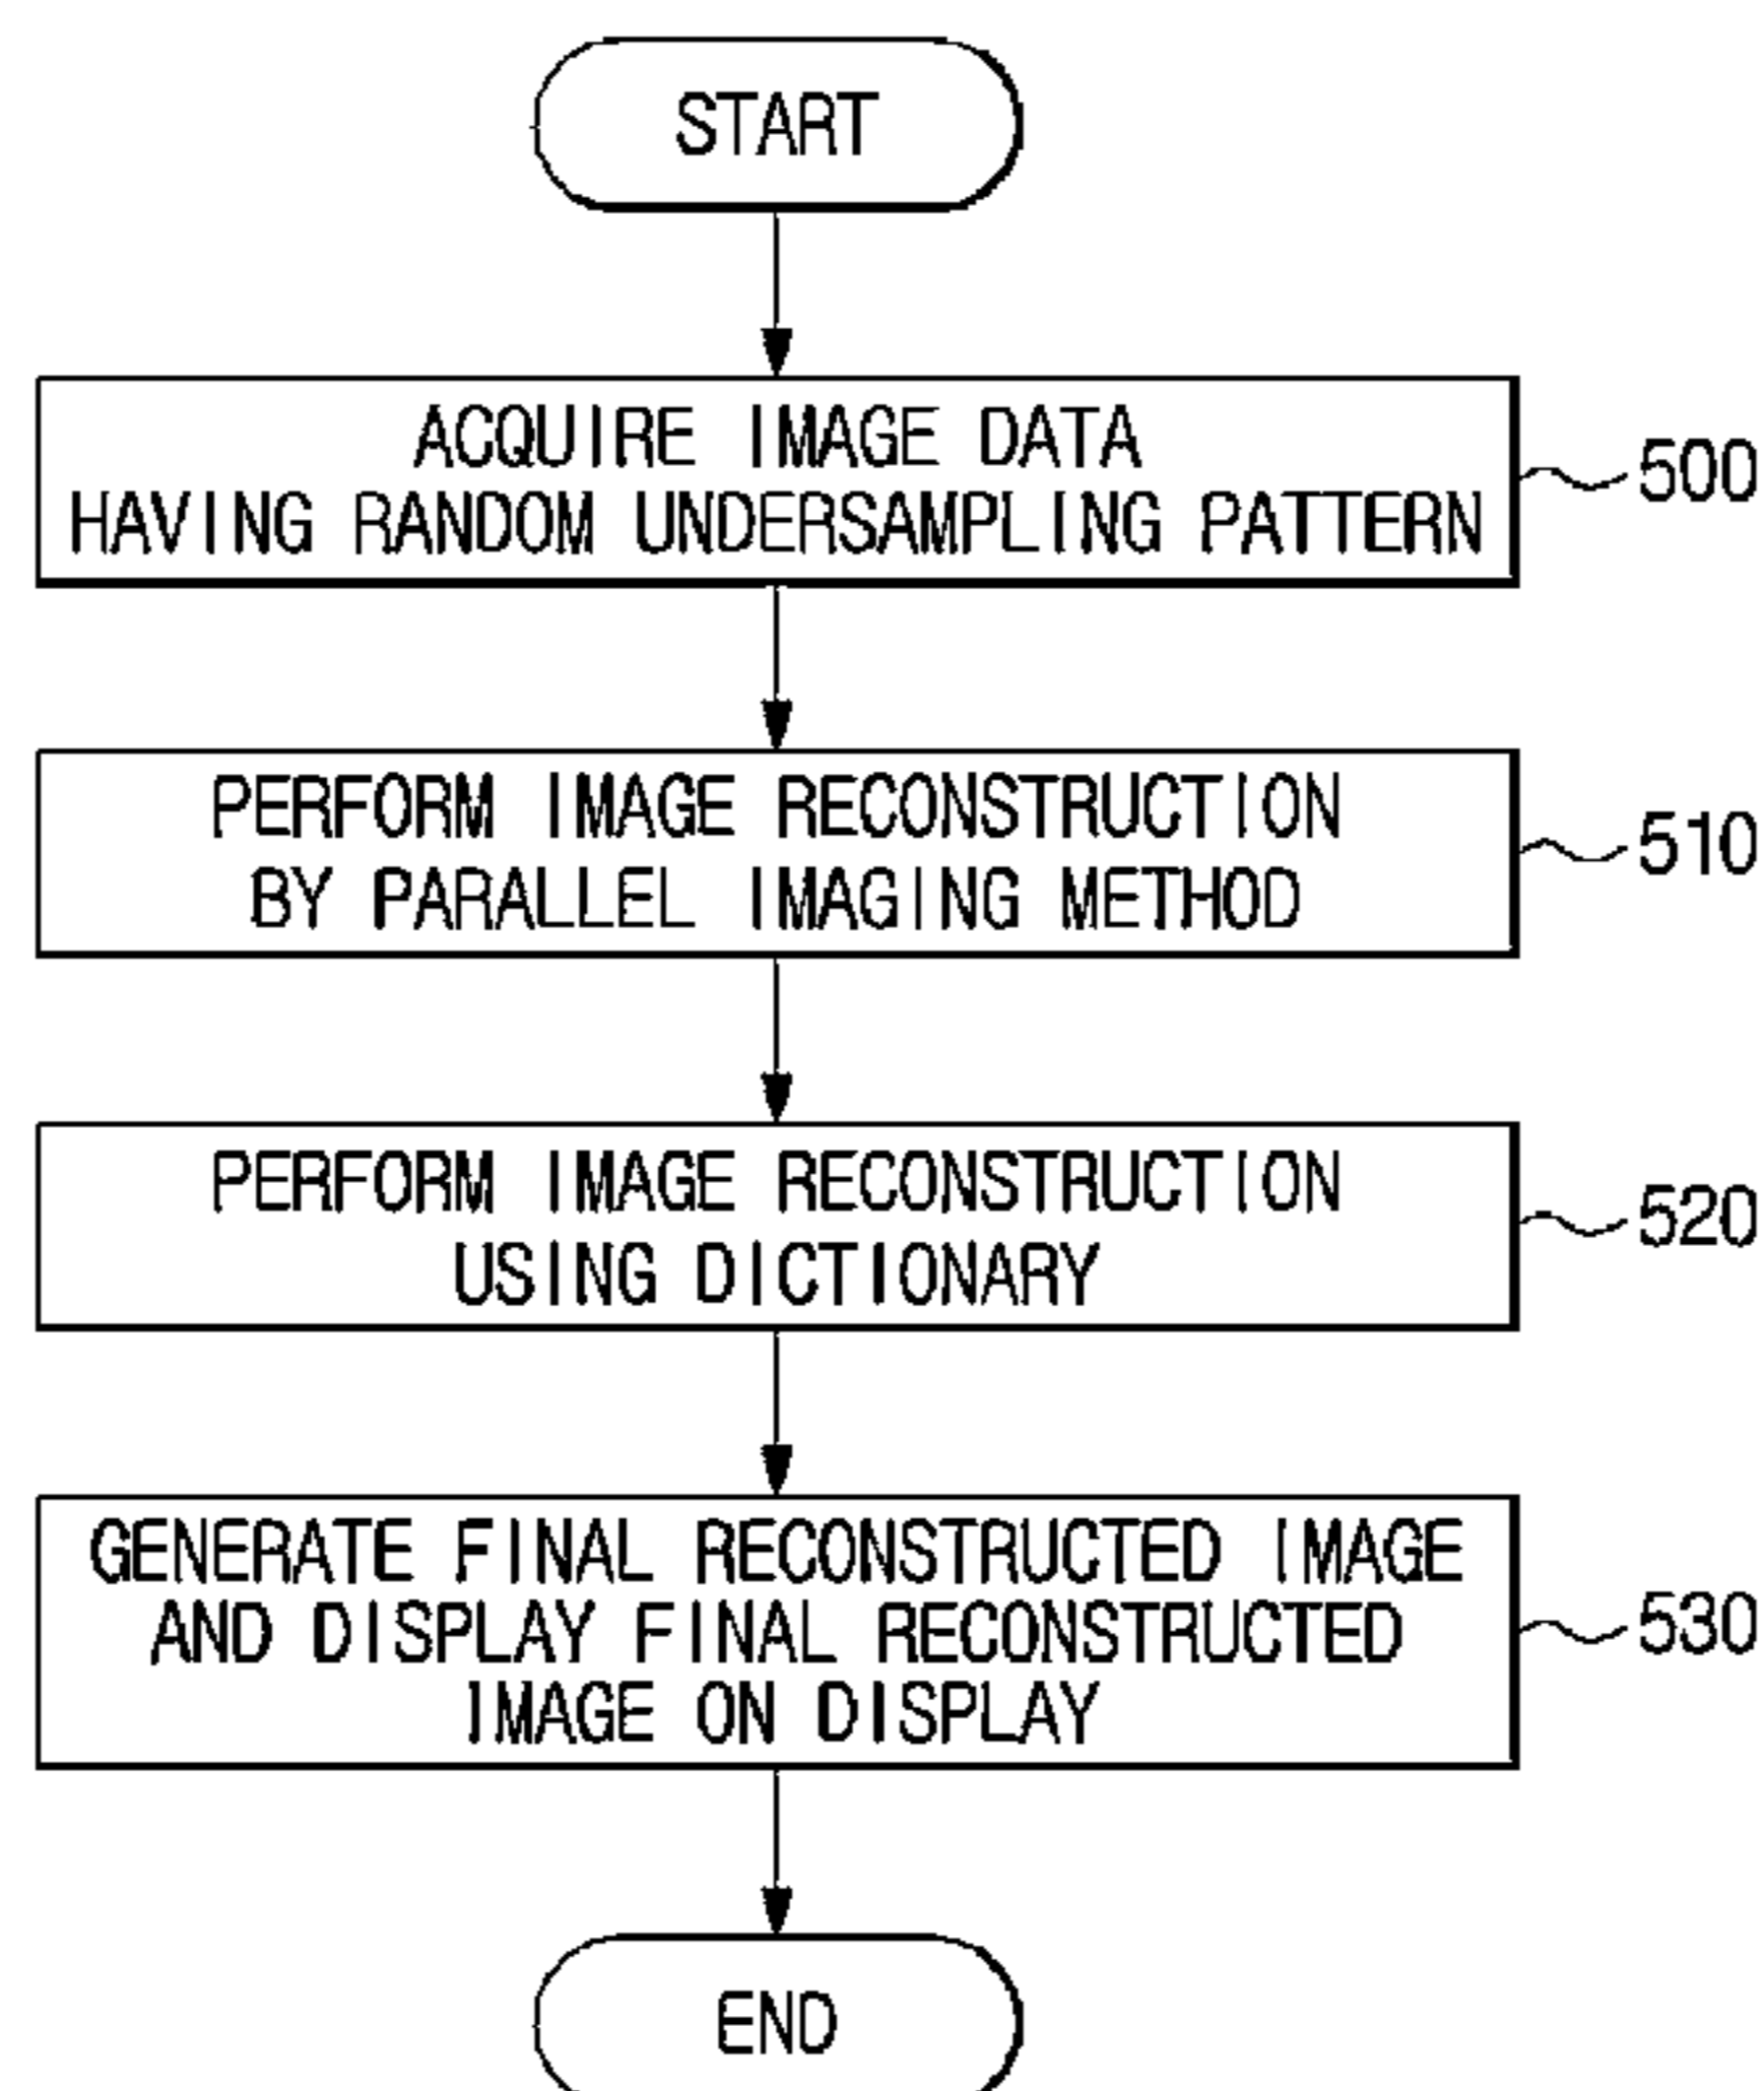 START
ACQUIRE IMAGE DATA
HAVING RANDOM UNDERSAMPLING PATTERN
500
PERFORM IMAGE RECONSTRUCTION
BY PARALLEL IMAGING METHOD
510
PERFORM IMAGE RECONSTRUCTION
USING DICTIONARY
520
GENERATE FINAL RECONSTRUCTED IMAGE
AND DISPLAY FINAL RECONSTRUCTED
IMAGE ON DISPLAY
530
END